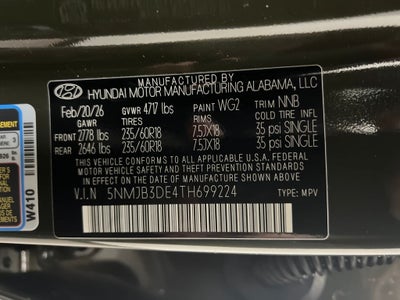 MANUFACTURED BY
HYUNDAI MOTOR MANUFACTURING ALABAMA, LLC
Feb/20/26 GVWR 4717 lbs PAINT WG2 TRIM NNB
GAWR TIRES RIMS COLD TIRE INFL
FRONT 2778 lbs 235/60R18 7.5JX18 35 psi SINGLE
REAR 2646 lbs 235/60R18 7.5JX18 35 psi SINGLE
THIS VEHICLE CONFORMS TO ALL APPLICABLE U.S.
FEDERAL MOTOR VEHICLE SAFETY, BUMPER, AND THEFT
PREVENTION STANDARDS IN EFFECT ON THE DATE OF
MANUFACTURE SHOWN ABOVE.
V.I.N 5NMJB3DE4TH699224 TYPE: MPV
W410